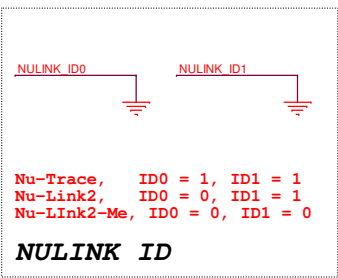 NULINK_ID0 NULINK_ID1
Nu-Trace, ID0 = 1, ID1 = 1
Nu-Link2, ID0 = 0, ID1 = 1
Nu-LInk2-Me, ID0 = 0, ID1 = 0
NULINK ID